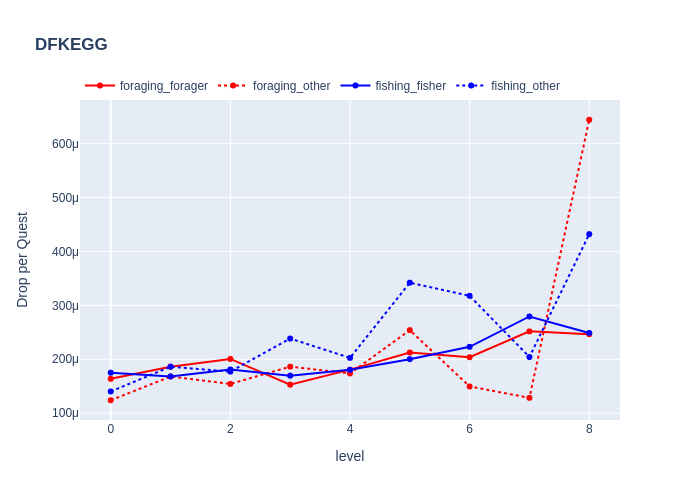 DFKEGG
foraging_forager foraging_other fishing_fisher fishing_other
600μ
500μ
400μ
300μ
200μ
100μ
Drop per Quest
0 2 4 6 8
level